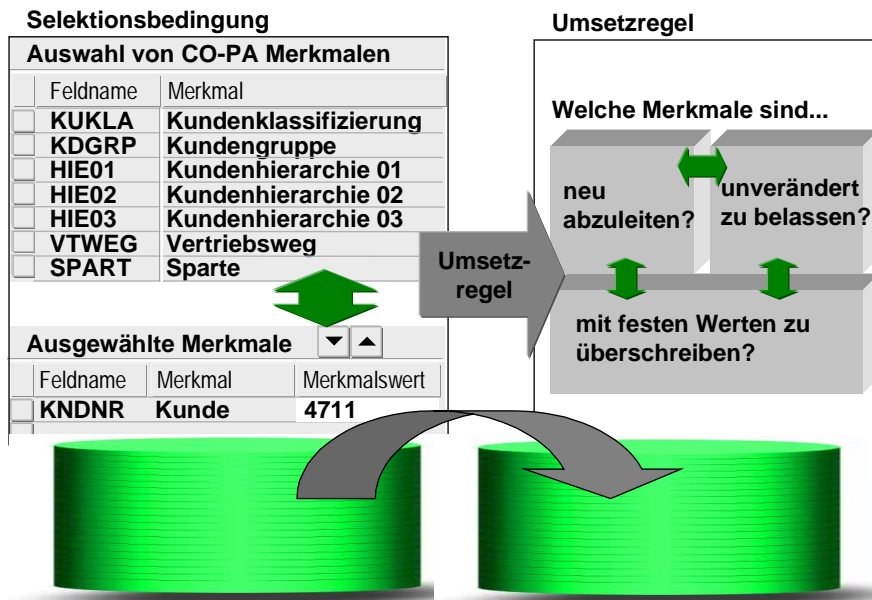 Selektionsbedingung
Auswahl von CO-PA Merkmalen
Feldname Merkmal
KUKLA Kundenklassifizierung
KDGRP Kundengruppe
HIE01 Kundenhierarchie 01
HIE02 Kundenhierarchie 02
HIE03 Kundenhierarchie 03
VTWEG Vertriebsweg
SPART Sparte
Ausgewählte Merkmale
Feldname Merkmal Merkmalswert
KNDNR Kunde 4711
Umsetz-
regel
Umsetzregel
Welche Merkmale sind...
neu
abzuleiten?
unverändert
zu belassen?
mit festen Werten zu
überschreiben?